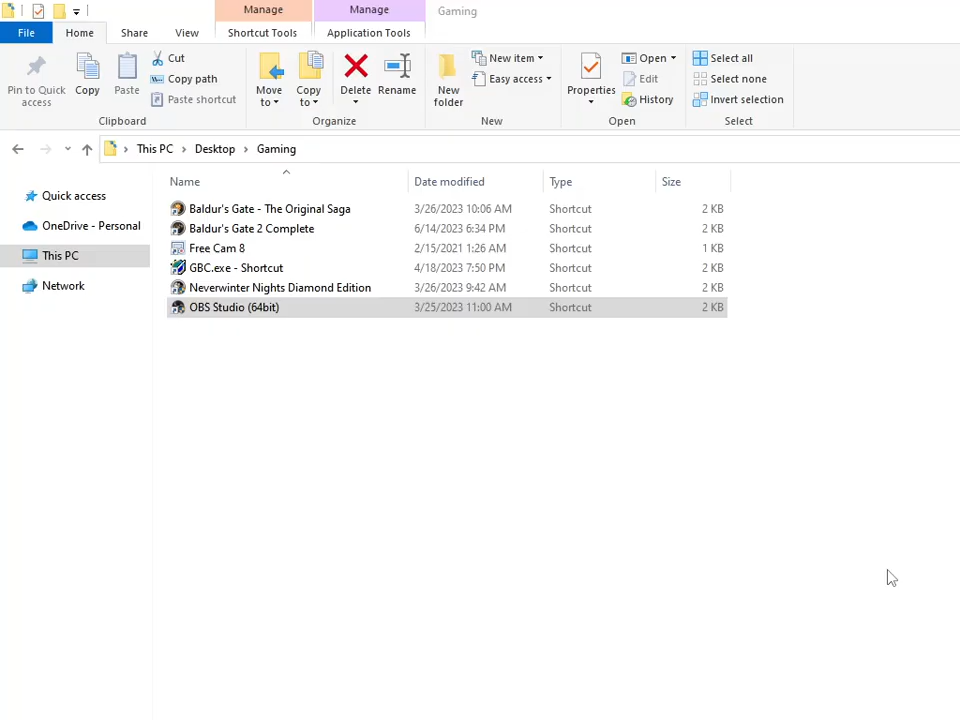 Manage Manage Gaming
File Home Share View Shortcut Tools Application Tools
Pin to Quick access
Copy
Paste
Cut
Copy path
Paste shortcut
Clipboard
Move to
Copy to
Delete
Rename
Organize
New folder
New item
Easy access
New
Properties
Open
Edit
History
Open
Select all
Select none
Invert selection
Select
This PC Desktop Gaming
Quick access
OneDrive - Personal
This PC
Network
Name Date modified Type Size
Baldur's Gate - The Original Saga 3/26/2023 10:06 AM Shortcut 2 KB
Baldur's Gate 2 Complete 6/14/2023 6:34 PM Shortcut 2 KB
Free Cam 8 2/15/2021 1:26 AM Shortcut 1 KB
GBC.exe - Shortcut 4/18/2023 7:50 PM Shortcut 2 KB
Neverwinter Nights Diamond Edition 3/26/2023 9:42 AM Shortcut 2 KB
OBS Studio (64bit) 3/25/2023 11:00 AM Shortcut 2 KB